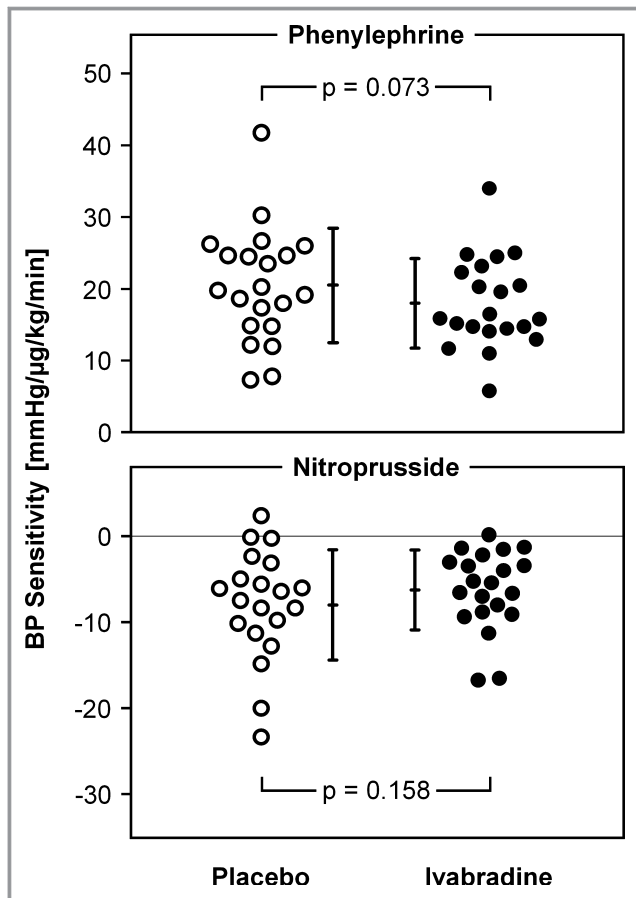 Phenylephrine
50
p = 0.073
40
30
20
10
0
BP Sensitivity [mmHg/µg/kg/min]
Nitroprusside
0
-10
-20
-30
p = 0.158
Placebo Ivabradine